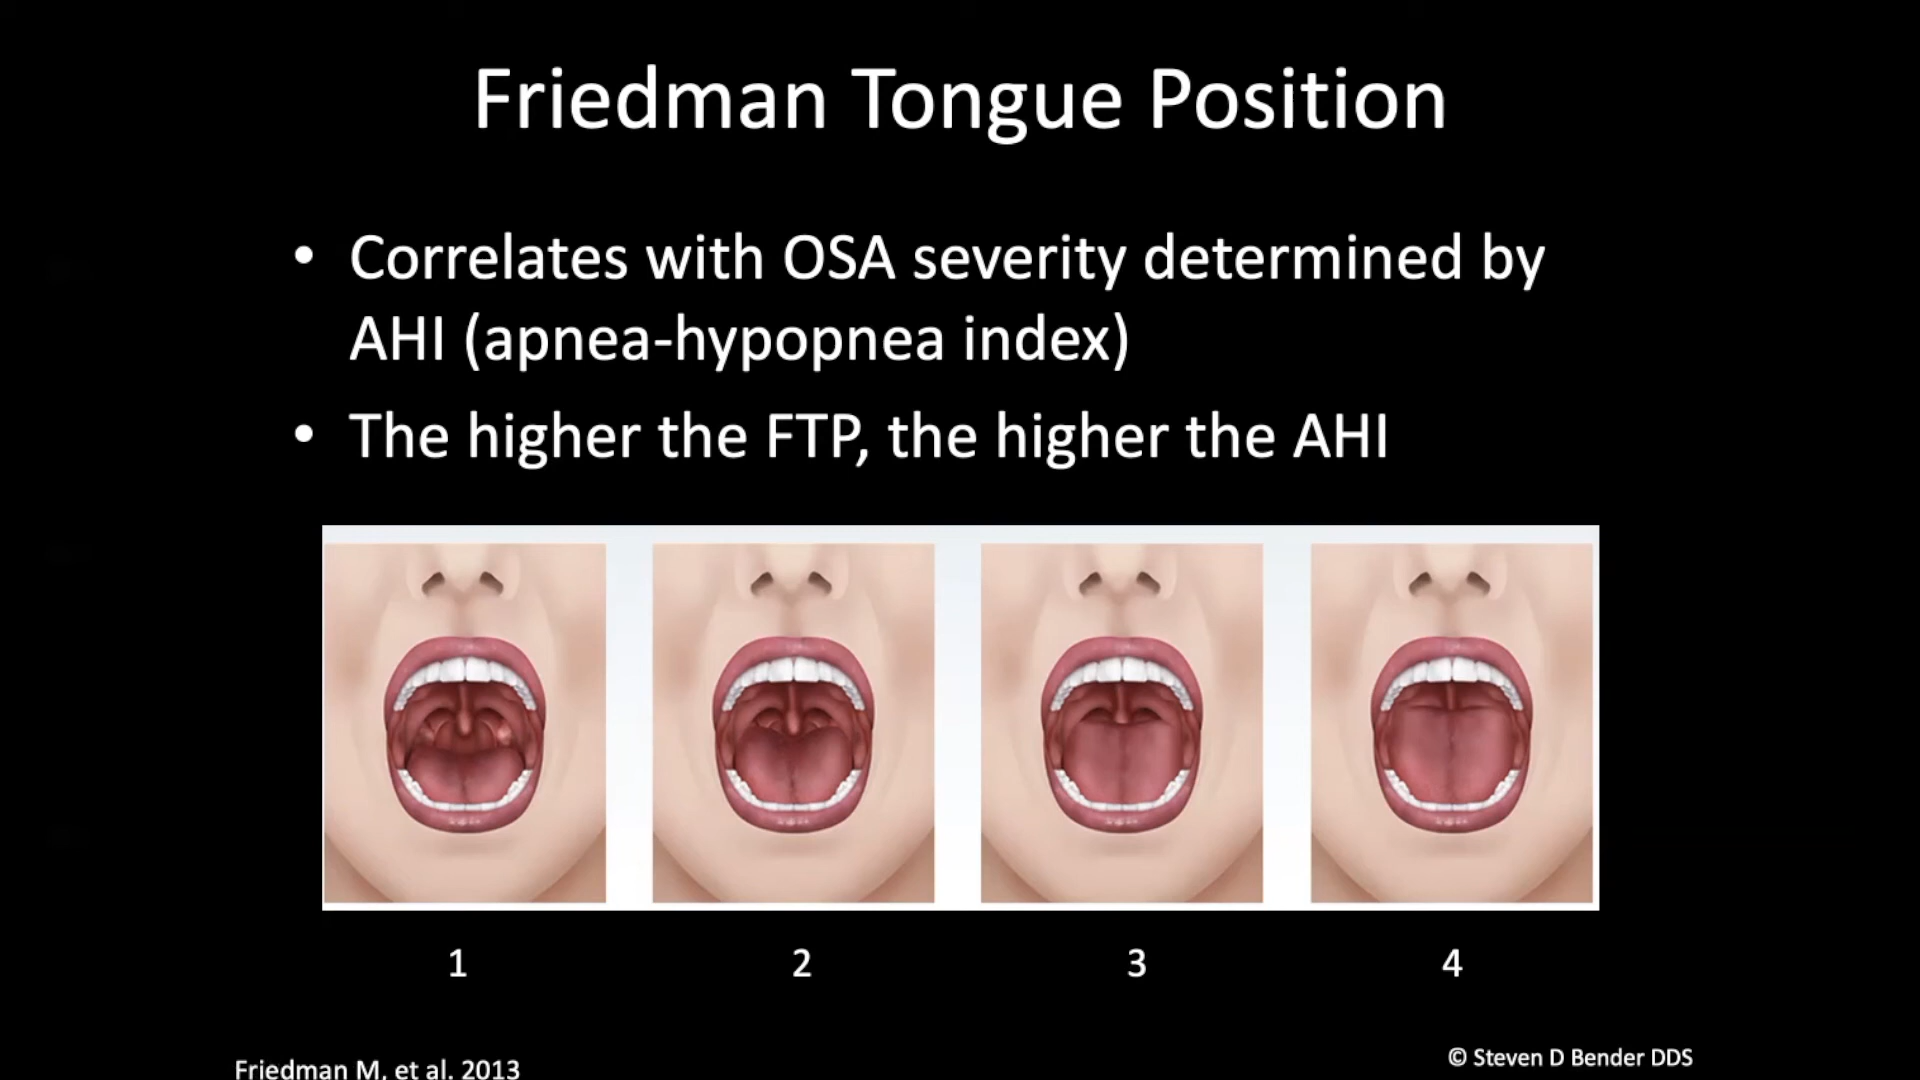 Friedman Tongue Position
• Correlates with OSA severity determined by
AHI (apnea-hypopnea index)
• The higher the FTP, the higher the AHI
1 2 3 4
Friedman M, et al. 2013
© Steven D Bender DDS